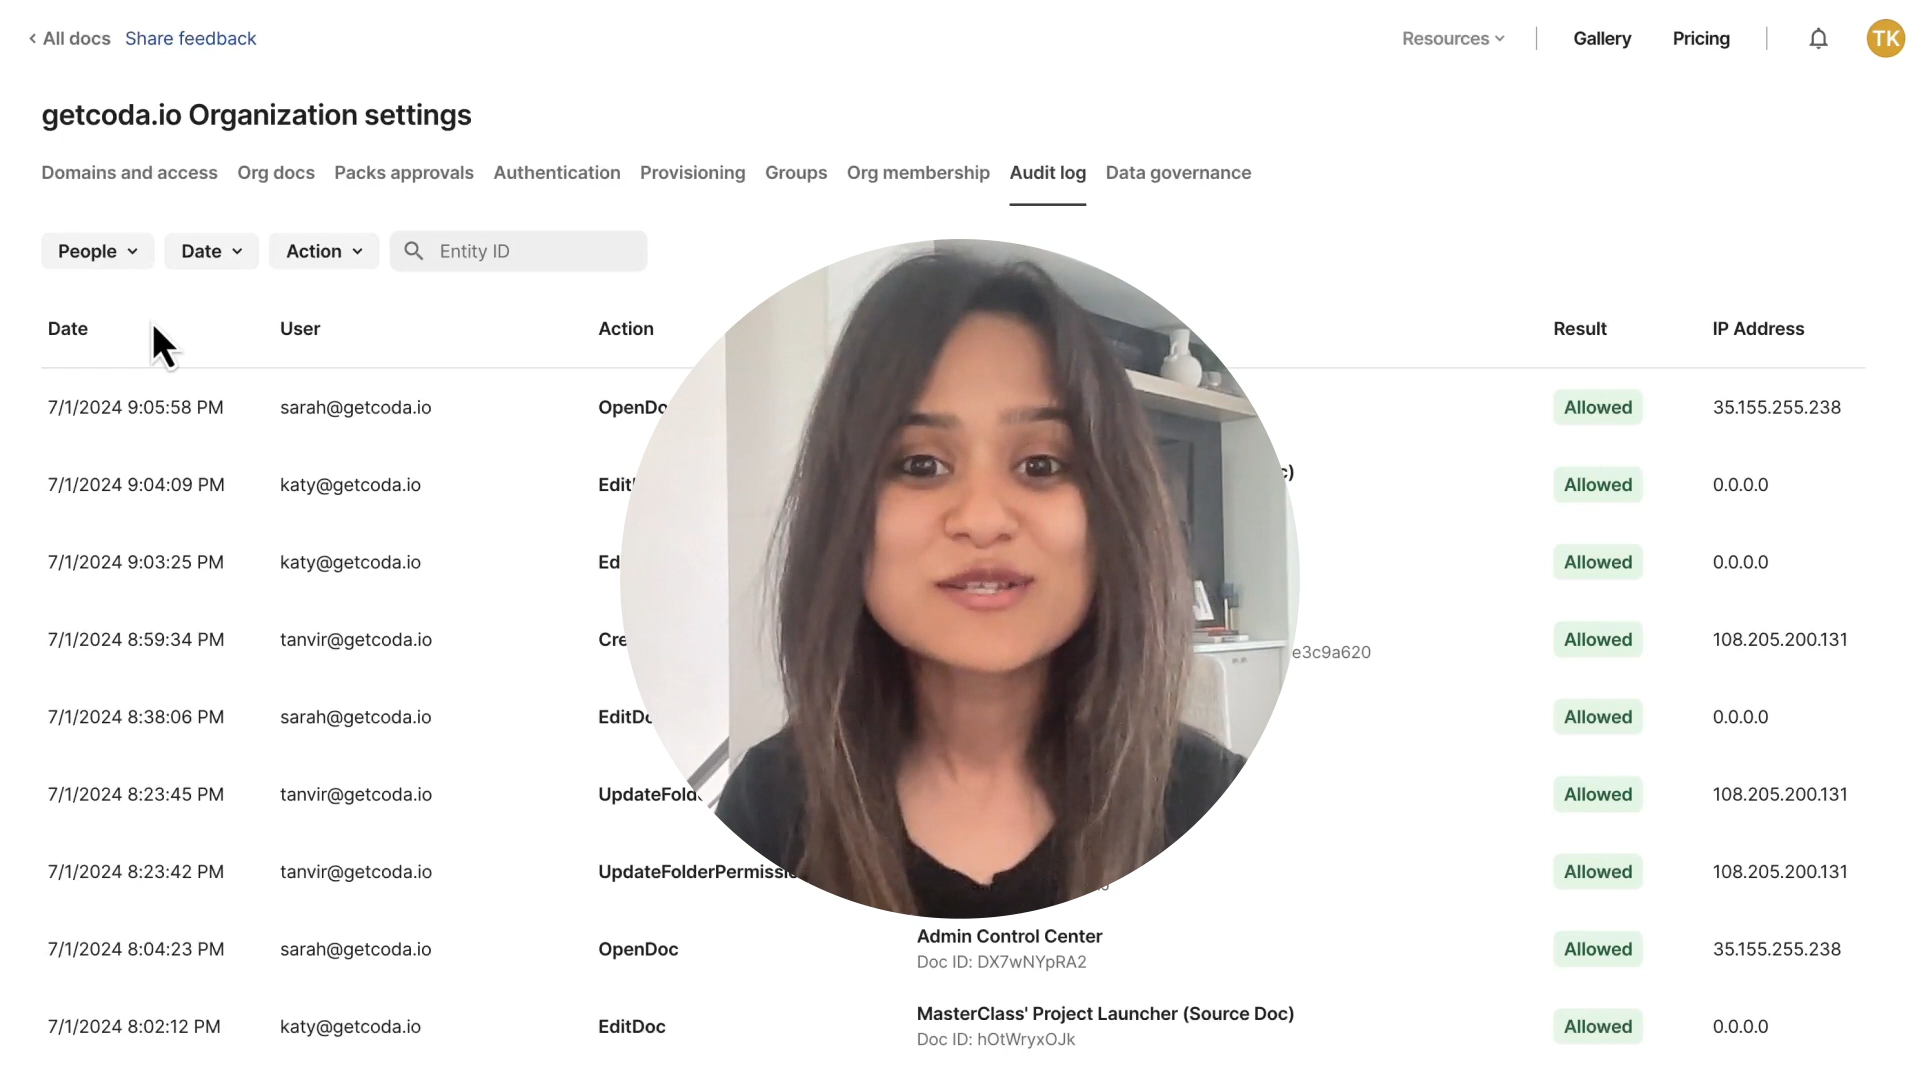 All docs Share feedback Resources Gallery Pricing TK
getcoda.io Organization settings
Domains and access Org docs Packs approvals Authentication Provisioning Groups Org membership Audit log Data governance
People Date Action Entity ID
Date User Action Result IP Address
7/1/2024 9:05:58 PM sarah@getcoda.io OpenDo Allowed 35.155.255.238
7/1/2024 9:04:09 PM katy@getcoda.io Edit Allowed 0.0.0.0
7/1/2024 9:03:25 PM katy@getcoda.io Ed Allowed 0.0.0.0
7/1/2024 8:59:34 PM tanvir@getcoda.io Cre Allowed 108.205.200.131
e3c9a620
7/1/2024 8:38:06 PM sarah@getcoda.io EditDo Allowed 0.0.0.0
7/1/2024 8:23:45 PM tanvir@getcoda.io UpdateFold Allowed 108.205.200.131
7/1/2024 8:23:42 PM tanvir@getcoda.io UpdateFolderPermissi Allowed 108.205.200.131
Admin Control Center
7/1/2024 8:04:23 PM sarah@getcoda.io OpenDoc Allowed 35.155.255.238
Doc ID: DX7wNYpRA2
MasterClass' Project Launcher (Source Doc)
7/1/2024 8:02:12 PM katy@getcoda.io EditDoc Allowed 0.0.0.0
Doc ID: hOtWryxOJk